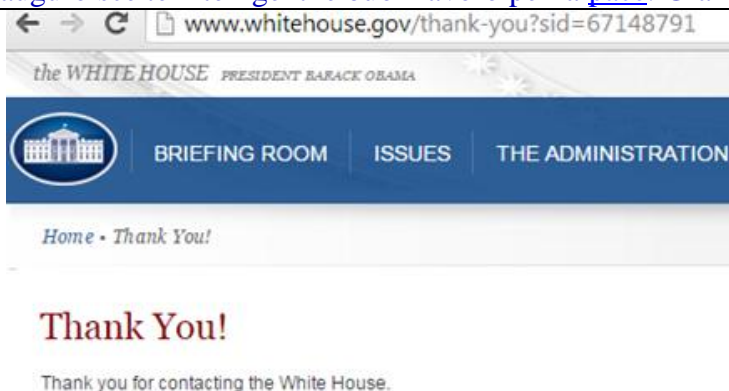 www.whitehouse.gov/thank-you?sid=67148791
the WHITE HOUSE PRESIDENT BARACK OBAMA
BRIEFING ROOM ISSUES THE ADMINISTRATION
Home • Thank You!
Thank You!
Thank you for contacting the White House.